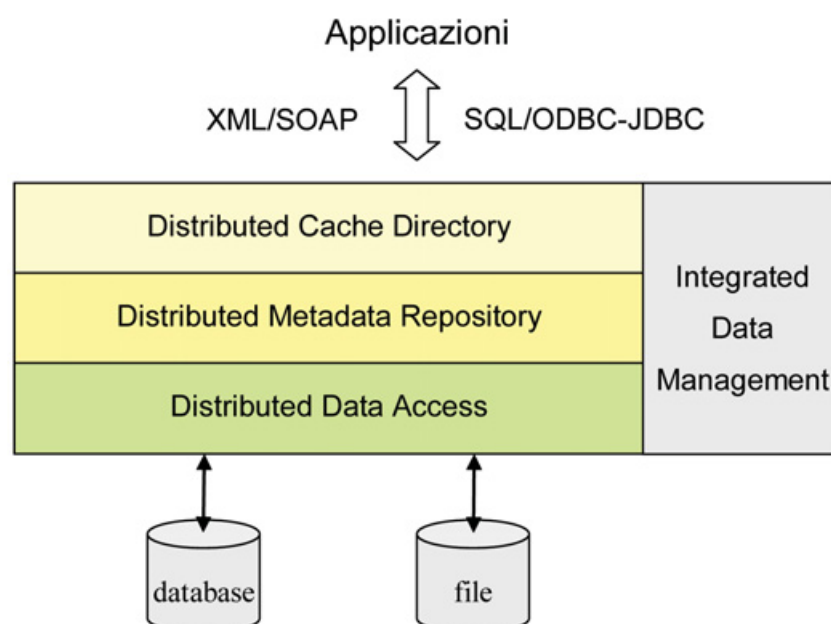 Applicazioni
XML/SOAP
SQL/ODBC-JDBC
Distributed Cache Directory
Distributed Metadata Repository
Distributed Data Access
Integrated
Data
Management
database
file